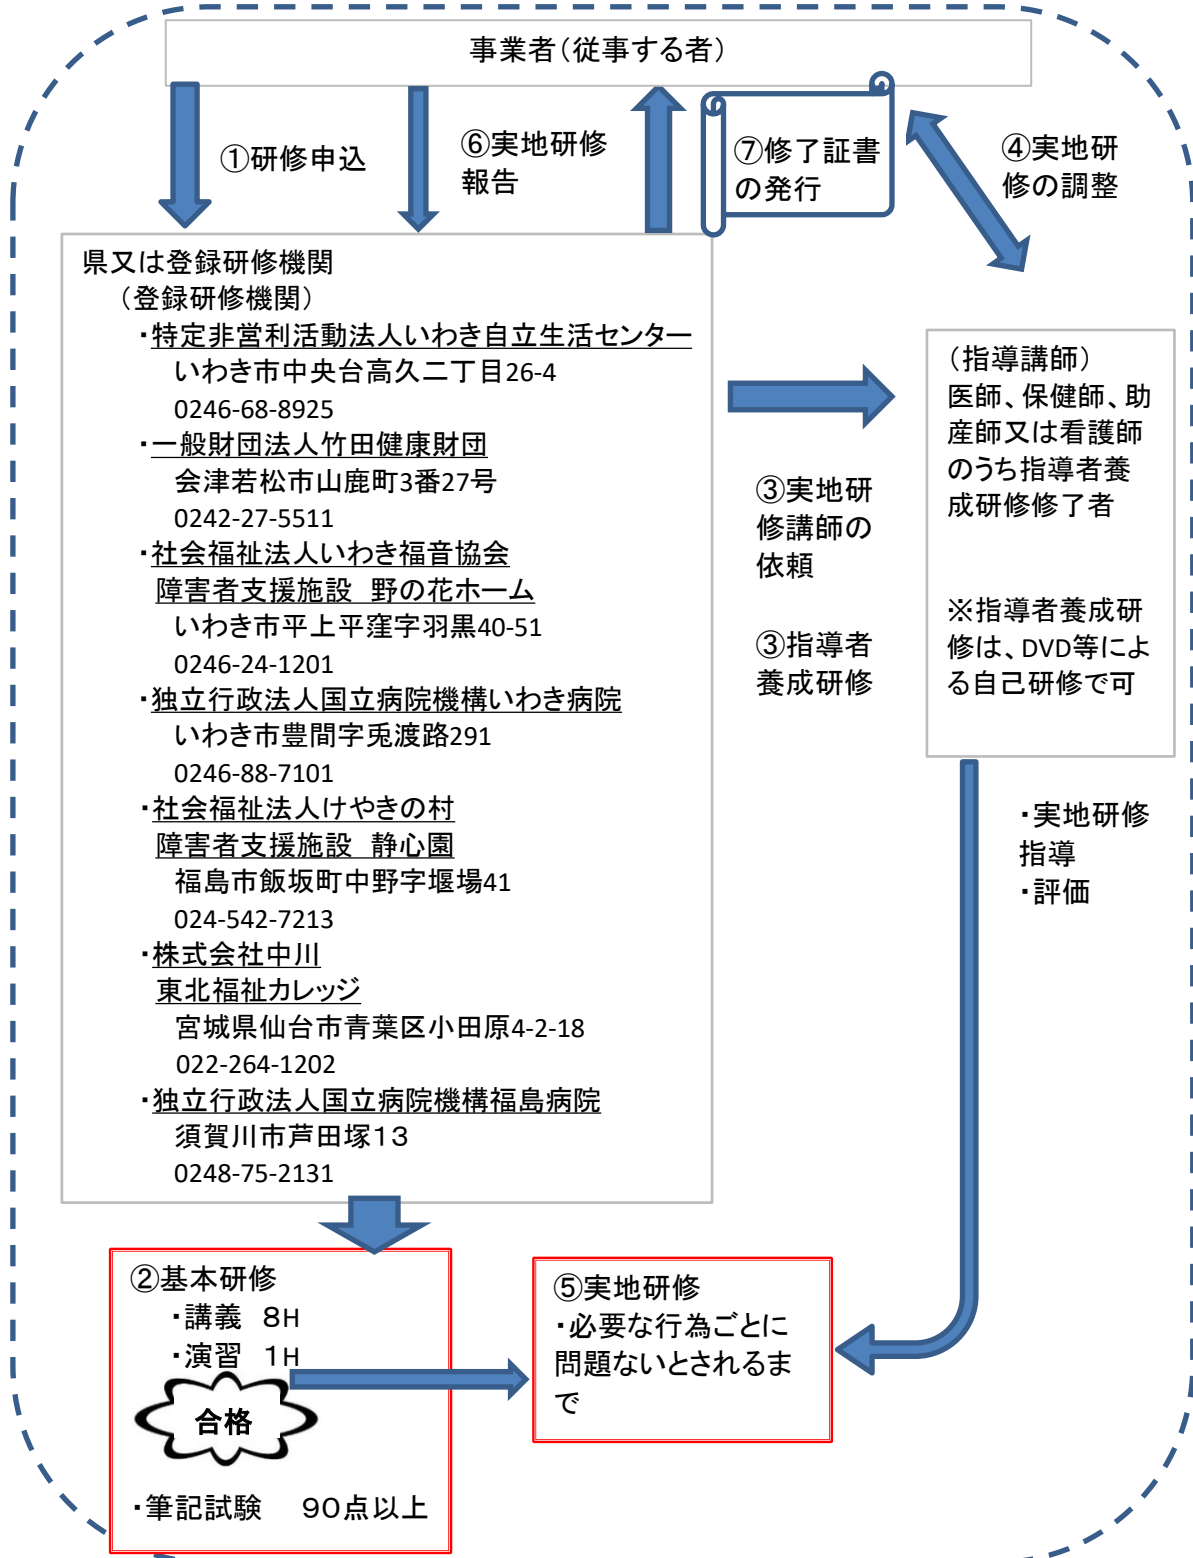 事業者（従事する者）
①研修申込
⑥実地研修
報告
⑦修了証書
の発行
④実地研
修の調整
県又は登録研修機関
（登録研修機関）
・特定非営利活動法人いわき自立生活センター
いわき市中央台高久二丁目26-4
0246-68-8925
・一般財団法人竹田健康財団
会津若松市山鹿町3番27号
0242-27-5511
・社会福祉法人いわき福音協会
障害者支援施設　野の花ホーム
いわき市平上平窪字羽黒40-51
0246-24-1201
・独立行政法人国立病院機構いわき病院
いわき市豊間字兎渡路291
0246-88-7101
・社会福祉法人けやきの村
障害者支援施設　静心園
福島市飯坂町中野字堰場41
024-542-7213
・株式会社中川
東北福祉カレッジ
宮城県仙台市青葉区小田原4-2-18
022-264-1202
・独立行政法人国立病院機構福島病院
須賀川市芦田塚１３
0248-75-2131
③実地研
修講師の
依頼
③指導者
養成研修
（指導講師）
医師、保健師、助
産師又は看護師
のうち指導者養
成研修修了者
※指導者養成研
修は、DVD等によ
る自己研修で可
・実地研修
指導
・評価
②基本研修
・講義　８H
・演習　１H
合格
・筆記試験　　９０点以上
⑤実地研修
・必要な行為ごとに
問題ないとされるま
で